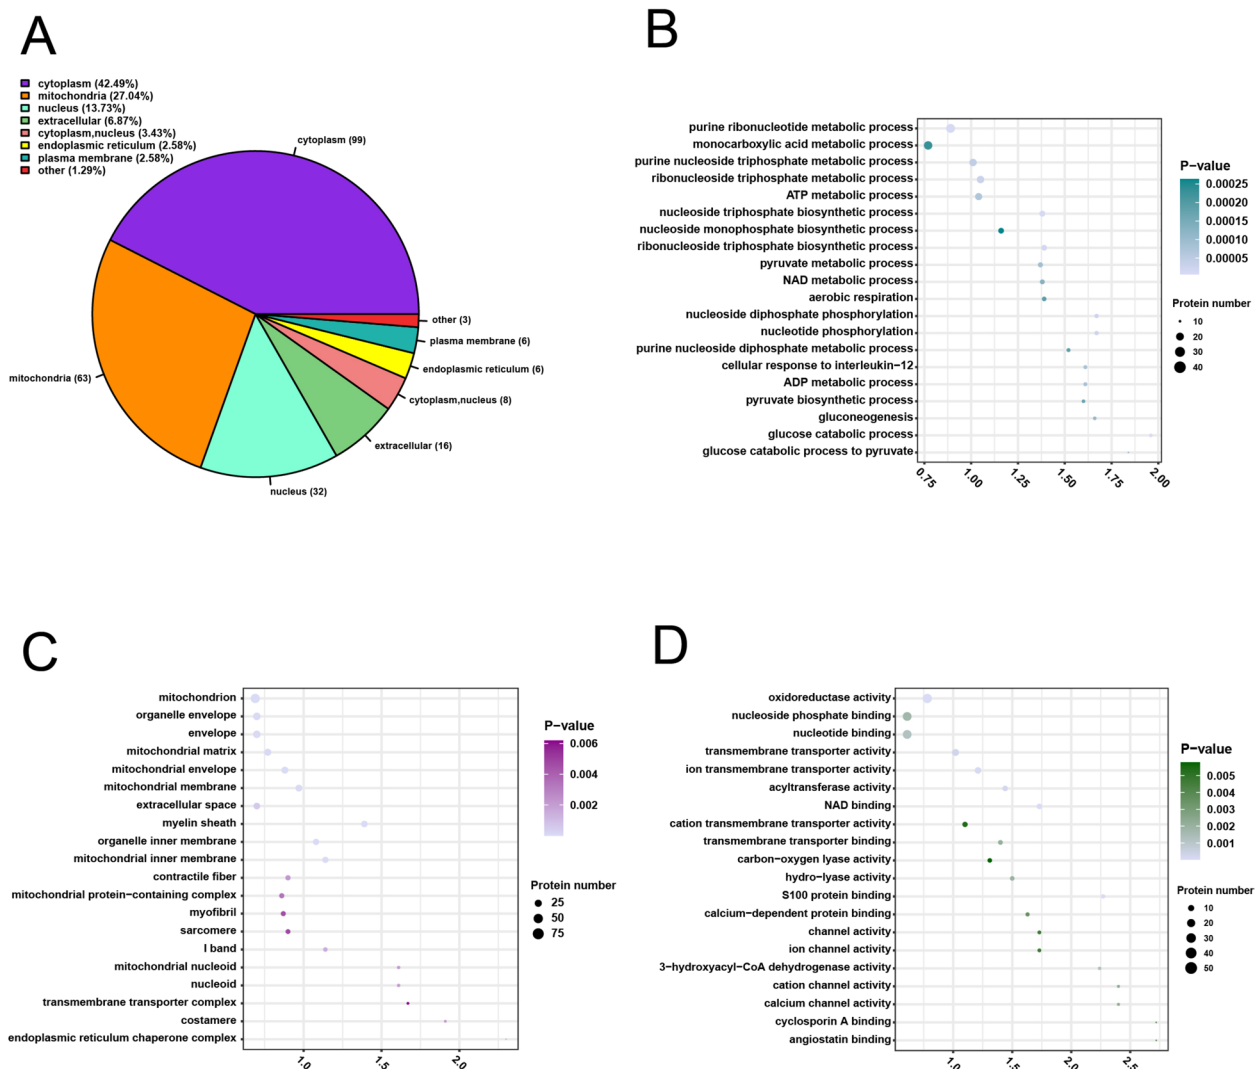 A
cytoplasm (42.49%)
mitochondria (27.04%)
nucleus (13.73%)
extracellular (6.87%)
cytoplasm,nucleus (3.43%)
endoplasmic reticulum (2.58%)
plasma membrane (2.58%)
other (1.29%)
cytoplasm (99)
other (3)
plasma membrane (6)
endoplasmic reticulum (6)
cytoplasm,nucleus (8)
extracellular (16)
nucleus (32)
mitochondria (63)
B
purine ribonucleotide metabolic process
monocarboxylic acid metabolic process
purine nucleoside triphosphate metabolic process
ribonucleoside triphosphate metabolic process
ATP metabolic process
nucleoside triphosphate biosynthetic process
nucleoside monophosphate biosynthetic process
ribonucleoside triphosphate biosynthetic process
pyruvate metabolic process
NAD metabolic process
aerobic respiration
nucleoside diphosphate phosphorylation
nucleotide phosphorylation
purine nucleoside diphosphate metabolic process
cellular response to interleukin−12
ADP metabolic process
pyruvate biosynthetic process
gluconeogenesis
glucose catabolic process
glucose catabolic process to pyruvate
0.75 1.00 1.25 1.50 1.75 2.00
P−value
0.00025
0.00020
0.00015
0.00010
0.00005
Protein number
10
20
30
40
C
mitochondrion
organelle envelope
envelope
mitochondrial matrix
mitochondrial envelope
mitochondrial membrane
extracellular space
myelin sheath
organelle inner membrane
mitochondrial inner membrane
contractile fiber
mitochondrial protein−containing complex
myofibril
sarcomere
I band
mitochondrial nucleoid
nucleoid
transmembrane transporter complex
costamere
endoplasmic reticulum chaperone complex
1.0 1.5 2.0
P−value
0.006
0.004
0.002
Protein number
25
50
75
D
oxidoreductase activity
nucleoside phosphate binding
nucleotide binding
transmembrane transporter activity
ion transmembrane transporter activity
acyltransferase activity
NAD binding
cation transmembrane transporter activity
transmembrane transporter binding
carbon−oxygen lyase activity
hydro−lyase activity
S100 protein binding
calcium−dependent protein binding
channel activity
ion channel activity
3−hydroxyacyl−CoA dehydrogenase activity
cation channel activity
calcium channel activity
cyclosporin A binding
angiostatin binding
1.0 1.5 2.0 2.5
P−value
0.005
0.004
0.003
0.002
0.001
Protein number
10
20
30
40
50